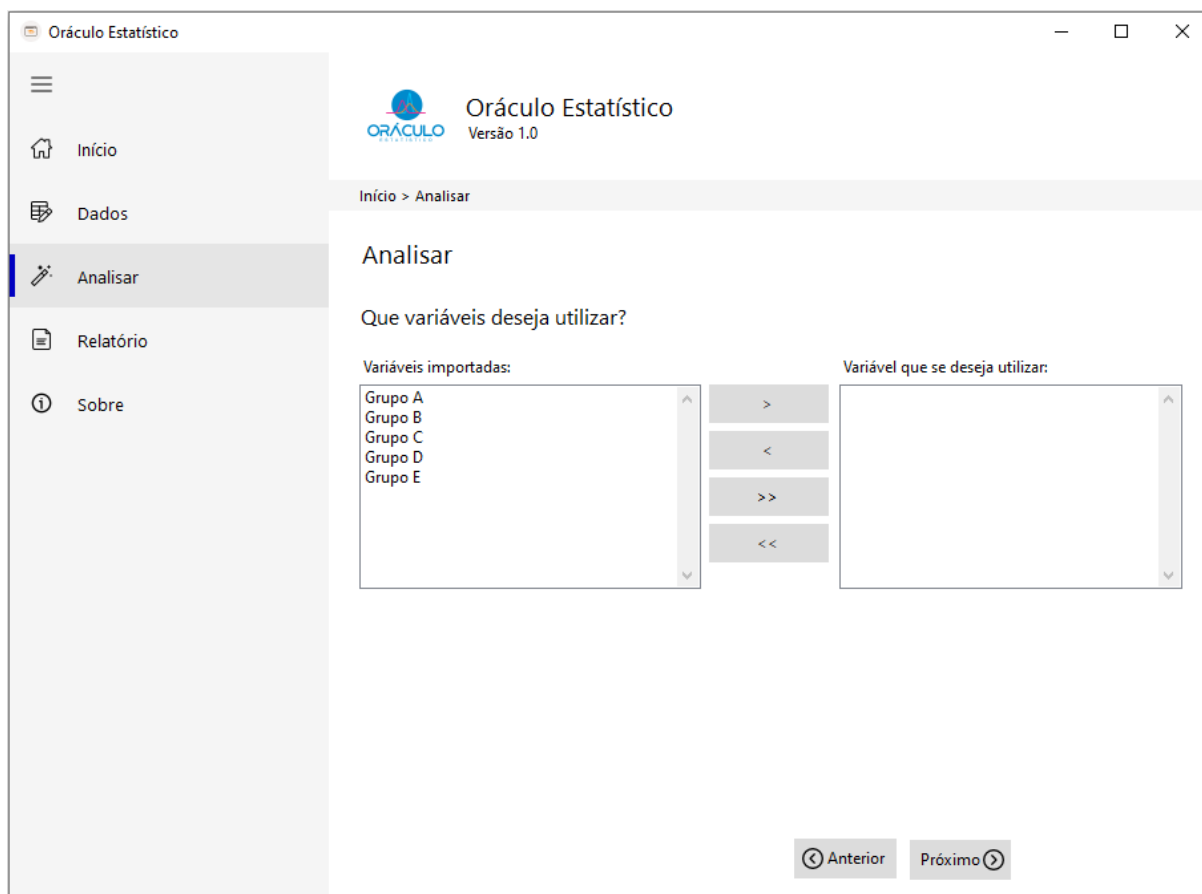 Oráculo Estatístico
Início
Dados
Analisar
Relatório
Sobre
ORÁCULO
ESTATÍSTICO
Oráculo Estatístico
Versão 1.0
Início > Analisar
Analisar
Que variáveis deseja utilizar?
Variáveis importadas:
Grupo A
Grupo B
Grupo C
Grupo D
Grupo E
>
<
>>
<<
Variável que se deseja utilizar:
Anterior
Próximo